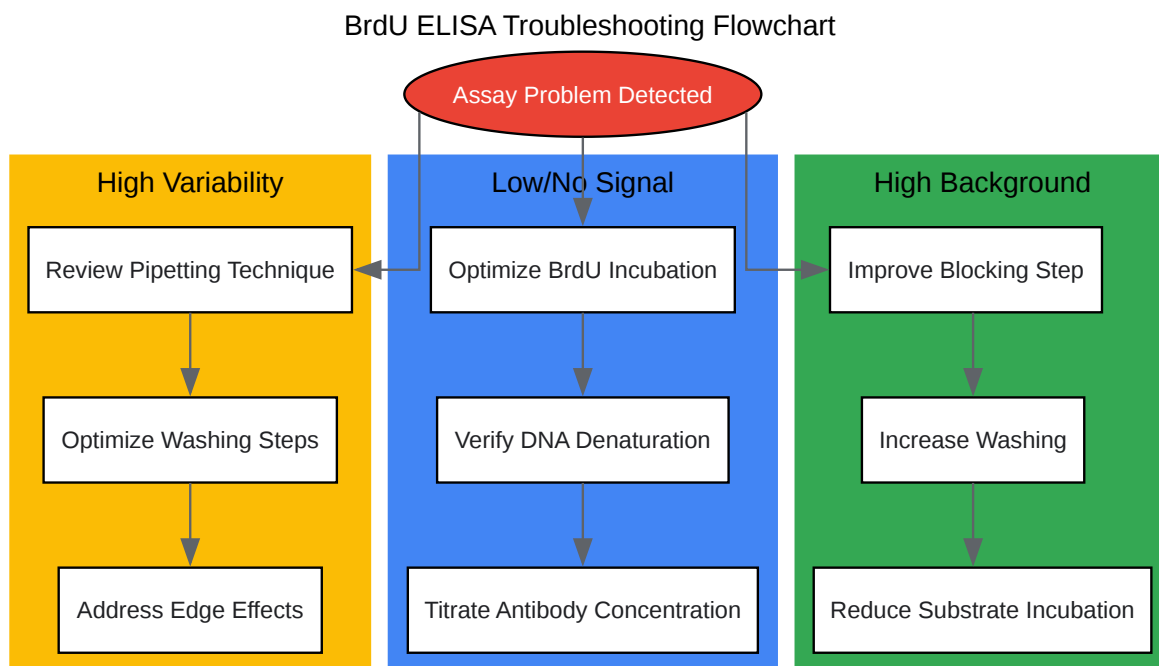 BrdU ELISA Troubleshooting Flowchart
Assay Problem Detected
High Variability
Review Pipetting Technique
Optimize Washing Steps
Address Edge Effects
Low/No Signal
Optimize BrdU Incubation
Verify DNA Denaturation
Titrate Antibody Concentration
High Background
Improve Blocking Step
Increase Washing
Reduce Substrate Incubation